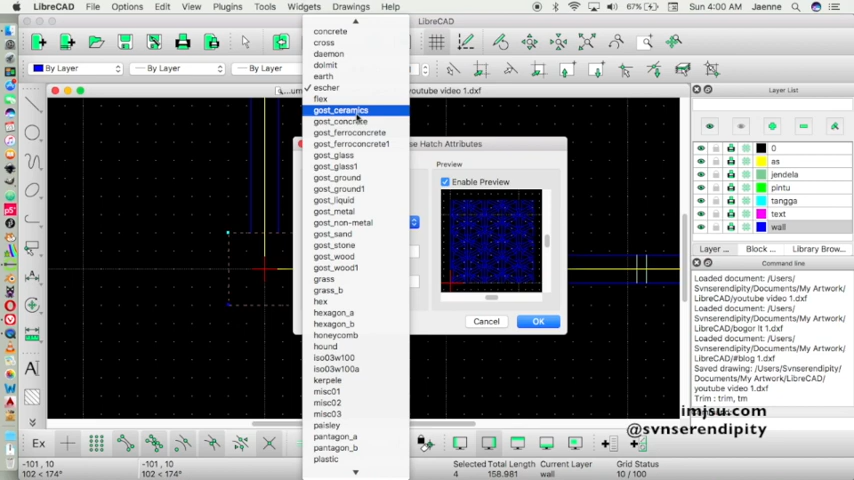 LibreCAD
File
Options
Edit
View
Plugins
Tools
Widgets
Drawings
Help
67%
Sun 4:00 AM
Jaenne
LibreCAD
By Layer
By Layer
By Layer
youtube video 1.dxf
concrete
cross
daemon
dolmit
earth
✓ escher
flex
gost_ceramics
gost_concrete
gost_ferroconcrete
gost_ferroconcrete1
gost_glass
gost_glass1
gost_ground
gost_ground1
gost_liquid
gost_metal
gost_non-metal
gost_sand
gost_stone
gost_wood
gost_wood1
grass
grass_b
hex
hexagon_a
hexagon_b
honeycomb
hound
iso03w100
iso03w100a
kerpele
misc01
misc02
misc03
paisley
pantagon_a
pantagon_b
plastic
se Hatch Attributes
Preview
Enable Preview
Cancel
OK
Layer List
0
as
jendela
pintu
tangga
text
wall
Layer ...
Block ...
Library Brow...
Command line
Loaded document: /Users/
Svnserendipity/Documents/My Artwork/
LibreCAD/youtube video 1.dxf
Loaded document: /Users/
Svnserendipity/Documents/My Artwork/
LibreCAD/bogor lt 1.dxf
Loaded document: /Users/
Svnserendipity/Documents/My Artwork/
LibreCAD/#blog 1.dxf
Saved drawing: /Users/Svnserendipity/
Documents/My Artwork/LibreCAD/
youtube video 1.dxf
Trim : trim, tm
imjsu.com
@svnserendipity
Ex
-101 , 10
102 < 174°
-101 , 10
102 < 174°
Selected Total Length
4 158.981
Current Layer
wall
Grid Status
10 / 100